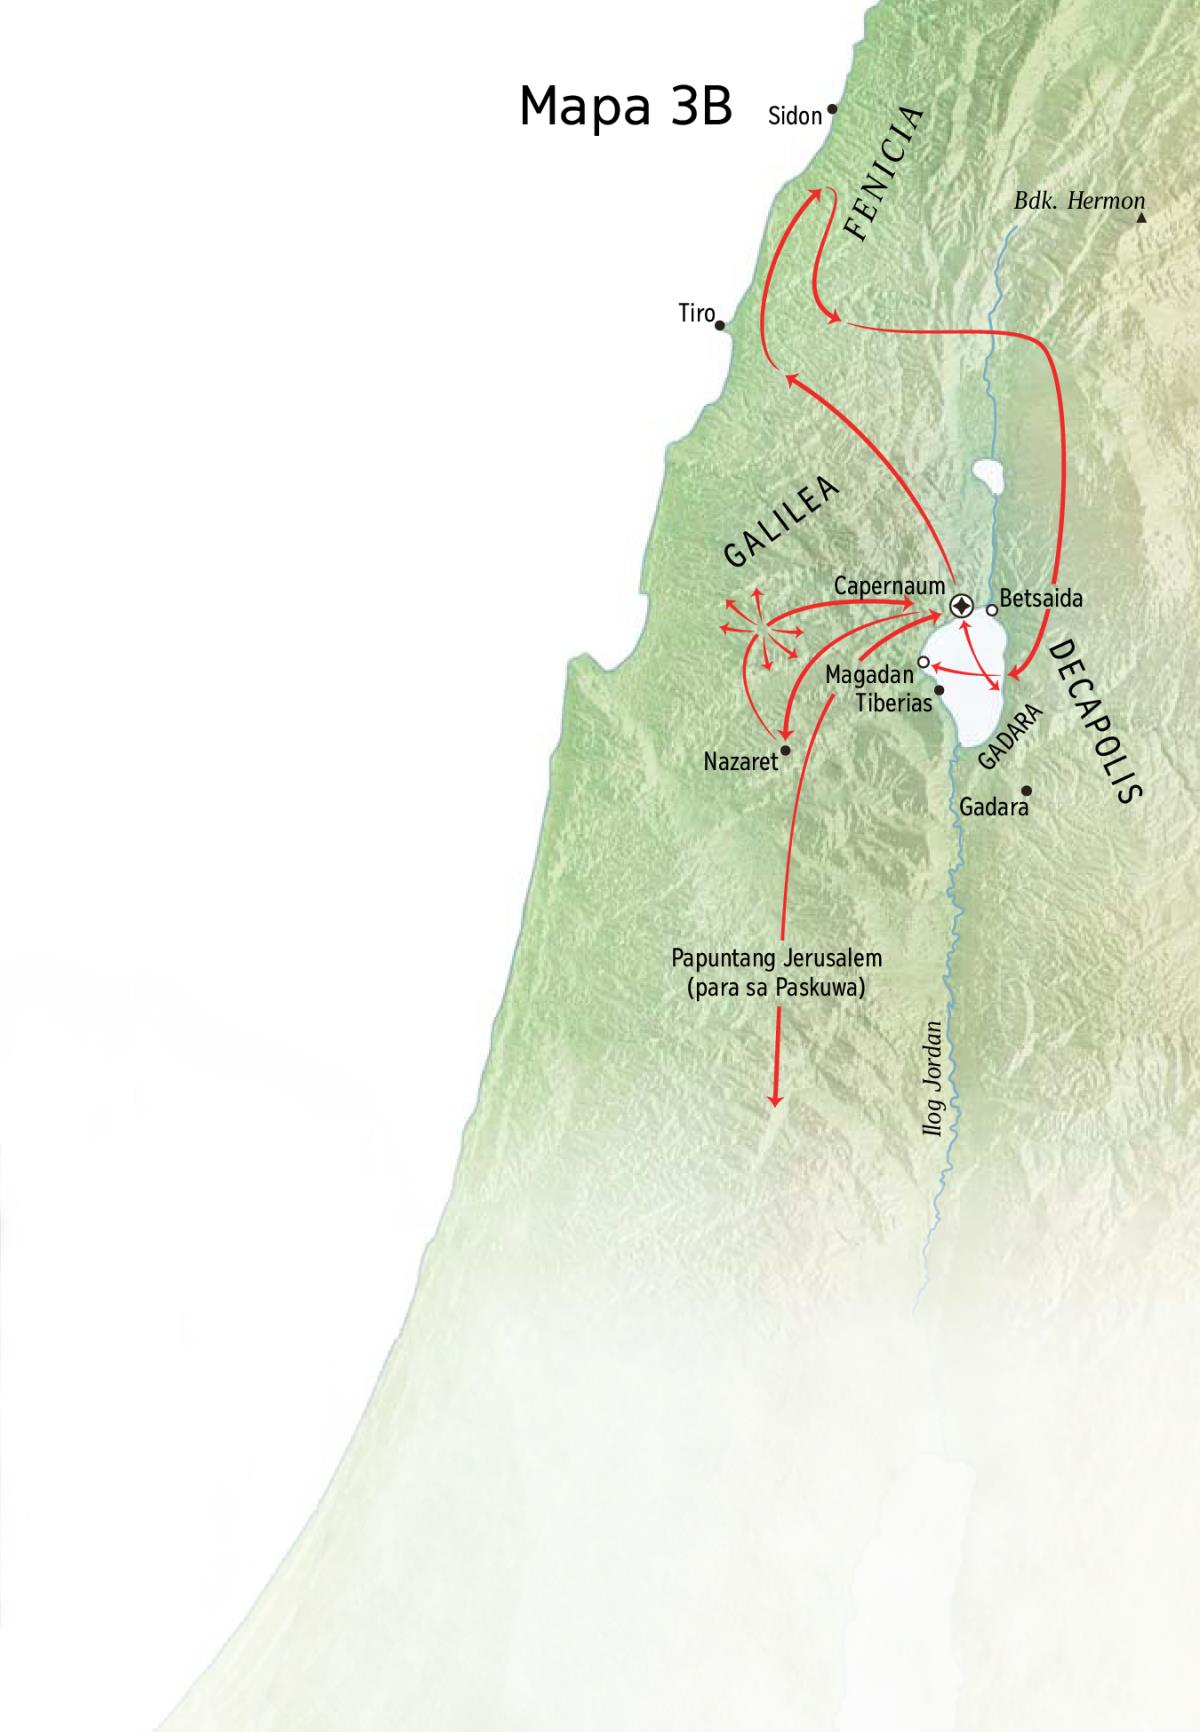 Mapa 3B
Sidon
FENICIA
Bdk. Hermon
Tiro
GALILEA
Capernaum
Betsaida
Magadan
Tiberias
DECAPOLIS
GADARA
Nazaret
Gadara
Papuntang Jerusalem
(para sa Paskuwa)
Ilog Jordan